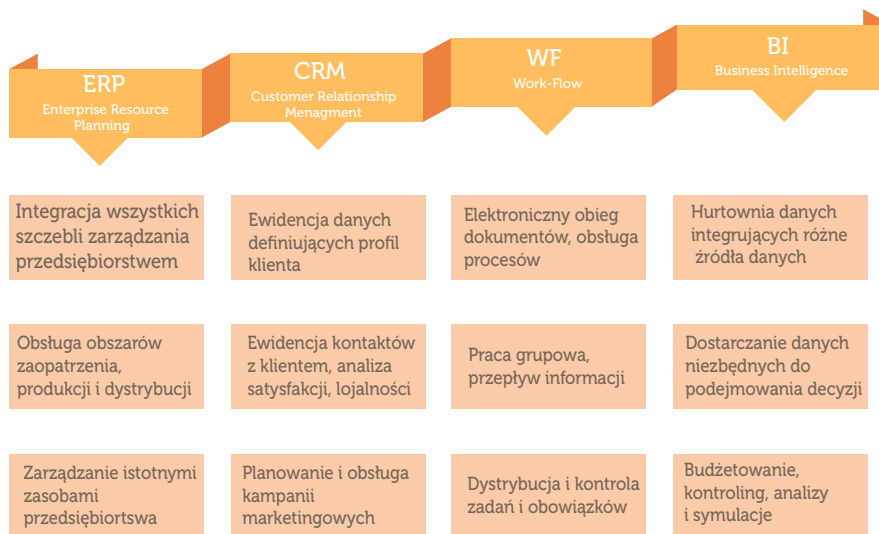 ERP
Enterprise Resource
Planning
CRM
Customer Relationship
Menagment
WF
Work-Flow
BI
Business Intelligence
Integracja wszystkich
szczebli zarządzania
przedsiębiorstwem
Ewidencja danych
definiujących profil
klienta
Elektroniczny obieg
dokumentów, obsługa
procesów
Hurtownia danych
integrujących różne
źródła danych
Obsługa obszarów
zaopatrzenia,
produkcji i dystrybucji
Ewidencja kontaktów
z klientem, analiza
satysfakcji, lojalności
Praca grupowa,
przepływ informacji
Dostarczanie danych
niezbędnych do
podejmowania decyzji
Zarządzanie istotnymi
zasobami
przedsiębiortswa
Planowanie i obsługa
kampanii
marketingowych
Dystrybucja i kontrola
zadań i obowiązków
Budżetowanie,
kontroling, analizy
i symulacje